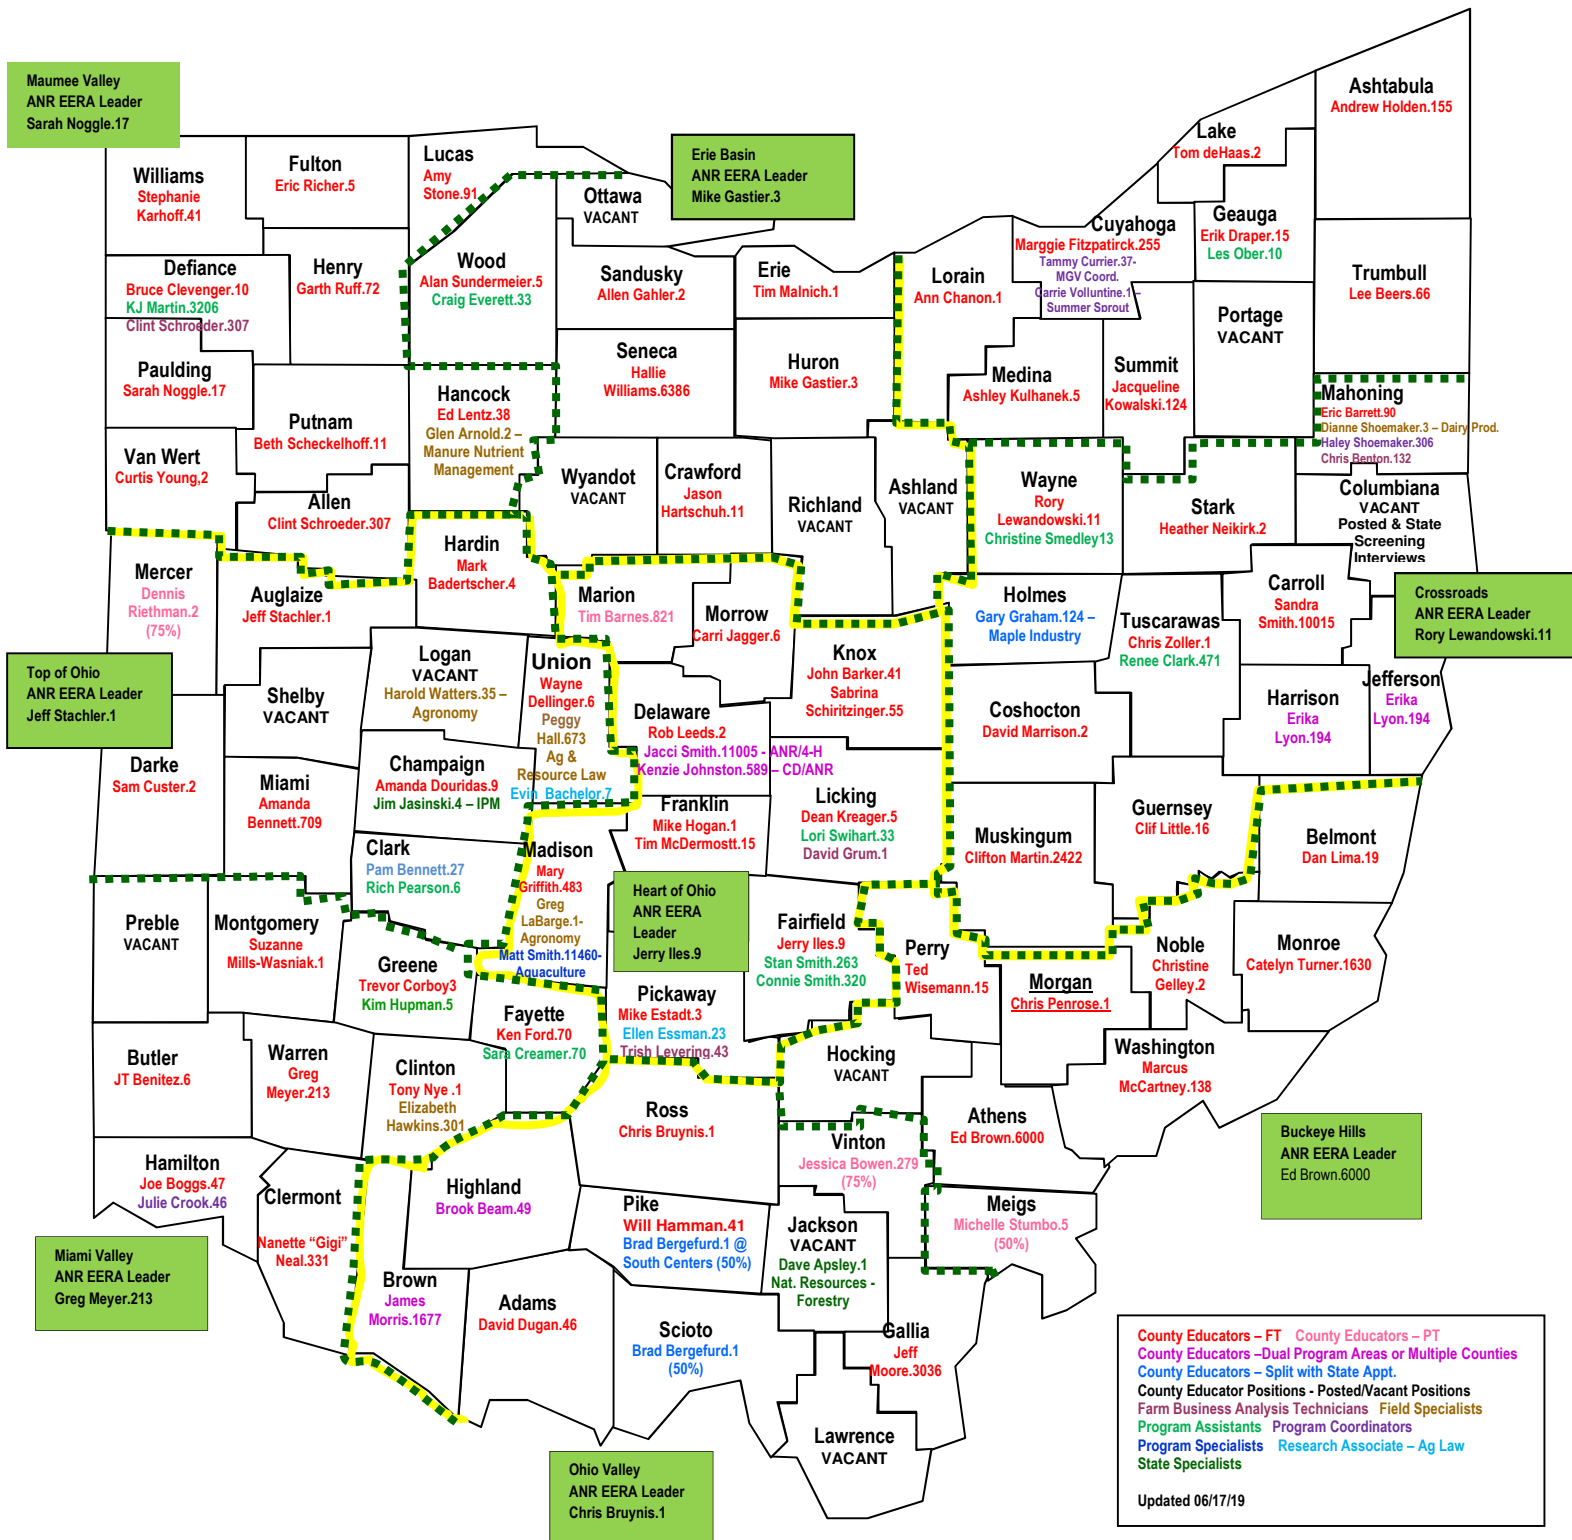 Maumee Valley
ANR EERA Leader
Sarah Noggle.17
Erie Basin
ANR EERA Leader
Mike Gastier.3
Ashtabula
Andrew Holden.155
Lake
Tom deHaas.2
Williams
Stephanie
Karhoff.41
Fulton
Eric Richer.5
Lucas
Amy
Stone.91
Ottawa
VACANT
Cuyahoga
Marggie Fitzpatirck.255
Tammy Currier.37-
MGV Coord.
Carrie Volluntine.1 –
Summer Sprout
Geauga
Erik Draper.15
Les Ober.10
Trumbull
Lee Beers.66
Defiance
Bruce Clevenger.10
KJ Martin.3206
Clint Schroeder.307
Henry
Garth Ruff.72
Wood
Alan Sundermeier.5
Craig Everett.33
Sandusky
Allen Gahler.2
Erie
Tim Malnich.1
Lorain
Ann Chanon.1
Portage
VACANT
Paulding
Sarah Noggle.17
Seneca
Hallie
Williams.6386
Huron
Mike Gastier.3
Medina
Ashley Kulhanek.5
Summit
Jacqueline
Kowalski.124
Putnam
Beth Scheckelhoff.11
Hancock
Ed Lentz.38
Glen Arnold.2 –
Manure Nutrient
Management
Mahoning
Eric Barrett.90
Dianne Shoemaker.3 – Dairy Prod.
Haley Shoemaker.306
Chris Benton.132
Van Wert
Curtis Young,2
Allen
Clint Schroeder.307
Wyandot
VACANT
Crawford
Jason
Hartschuh.11
Richland
VACANT
Ashland
VACANT
Wayne
Rory
Lewandowski.11
Christine Smedley13
Stark
Heather Neikirk.2
Columbiana
VACANT
Posted & State
Screening
Interviews
Mercer
Dennis
Riethman.2
(75%)
Auglaize
Jeff Stachler.1
Hardin
Mark
Badertscher.4
Marion
Tim Barnes.821
Morrow
Carri Jagger.6
Holmes
Gary Graham.124 –
Maple Industry
Tuscarawas
Chris Zoller.1
Renee Clark.471
Carroll
Sandra
Smith.10015
Crossroads
ANR EERA Leader
Rory Lewandowski.11
Top of Ohio
ANR EERA Leader
Jeff Stachler.1
Shelby
VACANT
Logan
VACANT
Harold Watters.35 –
Agronomy
Union
Wayne
Dellinger.6
Peggy
Hall.673
Ag &
Resource Law
Evin Bachelor.7
Delaware
Rob Leeds.2
Jacci Smith.11005 - ANR/4-H
Kenzie Johnston.589 – CD/ANR
Knox
John Barker.41
Sabrina
Schiritzinger.55
Coshocton
David Marrison.2
Harrison
Erika
Lyon.194
Jefferson
Erika
Lyon.194
Darke
Sam Custer.2
Miami
Amanda
Bennett.709
Champaign
Amanda Douridas.9
Jim Jasinski.4 – IPM
Franklin
Mike Hogan.1
Tim McDermostt.15
Licking
Dean Kreager.5
Lori Swihart.33
David Grum.1
Muskingum
Clifton Martin.2422
Guernsey
Clif Little.16
Belmont
Dan Lima.19
Clark
Pam Bennett.27
Rich Pearson.6
Madison
Mary
Griffith.483
Greg
LaBarge.1-
Agronomy
Matt Smith.11460-
Aquaculture
Heart of Ohio
ANR EERA
Leader
Jerry Iles.9
Preble
VACANT
Montgomery
Suzanne
Mills-Wasniak.1
Greene
Trevor Corboy3
Kim Hupman.5
Fairfield
Jerry Iles.9
Stan Smith.263
Connie Smith.320
Perry
Ted
Wisemann.15
Morgan
Chris Penrose.1
Noble
Christine
Gelley.2
Monroe
Catelyn Turner.1630
Fayette
Ken Ford.70
Sara Creamer.70
Pickaway
Mike Estadt.3
Ellen Essman.23
Trish Levering.43
Butler
JT Benitez.6
Warren
Greg
Meyer.213
Clinton
Tony Nye .1
Elizabeth
Hawkins.301
Ross
Chris Bruynis.1
Hocking
VACANT
Athens
Ed Brown.6000
Washington
Marcus
McCartney.138
Buckeye Hills
ANR EERA Leader
Ed Brown.6000
Hamilton
Joe Boggs.47
Julie Crook.46
Clermont
Nanette “Gigi”
Neal.331
Highland
Brook Beam.49
Pike
Will Hamman.41
Brad Bergefurd.1 @
South Centers (50%)
Vinton
Jessica Bowen.279
(75%)
Jackson
VACANT
Dave Apsley.1
Nat. Resources -
Forestry
Meigs
Michelle Stumbo.5
(50%)
Miami Valley
ANR EERA Leader
Greg Meyer.213
Brown
James
Morris.1677
Adams
David Dugan.46
Scioto
Brad Bergefurd.1
(50%)
Gallia
Jeff
Moore.3036
Lawrence
VACANT
Ohio Valley
ANR EERA Leader
Chris Bruynis.1
County Educators – FT County Educators – PT
County Educators –Dual Program Areas or Multiple Counties
County Educators – Split with State Appt.
County Educator Positions - Posted/Vacant Positions
Farm Business Analysis Technicians Field Specialists
Program Assistants Program Coordinators
Program Specialists Research Associate – Ag Law
State Specialists
Updated 06/17/19